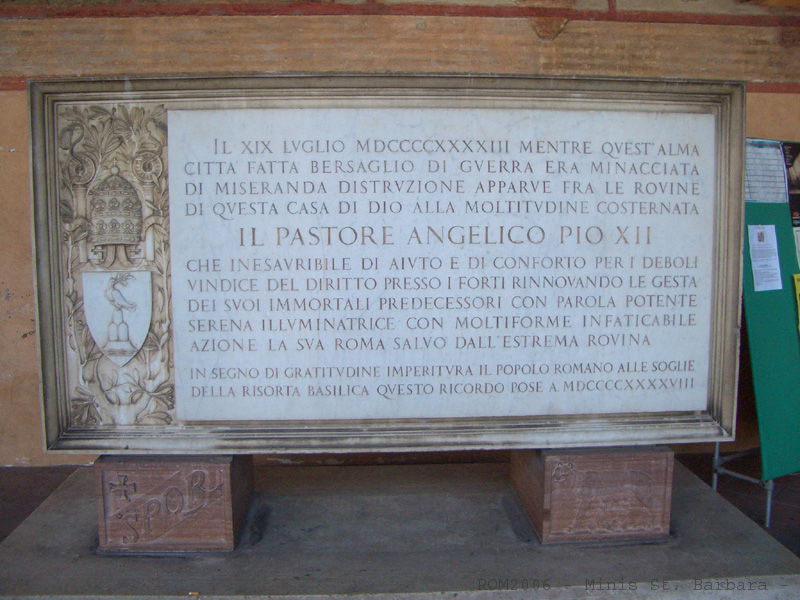 IL XIX LVGLIO MDCCCCXXXXIII MENTRE QVEST'ALMA
CITTA FATTA BERSAGLIO DI GVERRA ERA MINACCIATA
DI MISERANDA DISTRVZIONE APPARVE FRA LE ROVINE
DI QVESTA CASA DI DIO ALLA MOLTITVDINE COSTERNATA
IL PASTORE ANGELICO PIO XII
CHE INESAVRIBILE DI AIVTO E DI CONFORTO PER I DEBOLI
VINDICE DEL DIRITTO PRESSO I FORTI RINNOVANDO LE GESTA
DEI SVOI IMMORTALI PREDECESSORI CON PAROLA POTENTE
SERENA ILLVMINATRICE CON MOLTIFORME INFATICABILE
AZIONE LA SVA ROMA SALVO DALL'ESTREMA ROVINA
IN SEGNO DI GRATITVDINE IMPERITVRA IL POPOLO ROMANO ALLE SOGLIE
DELLA RISORTA BASILICA QVESTO RICORDO POSE A. MDCCCCXXXXVIII
SPQR
ROM2006 - Minis St. Barbara -